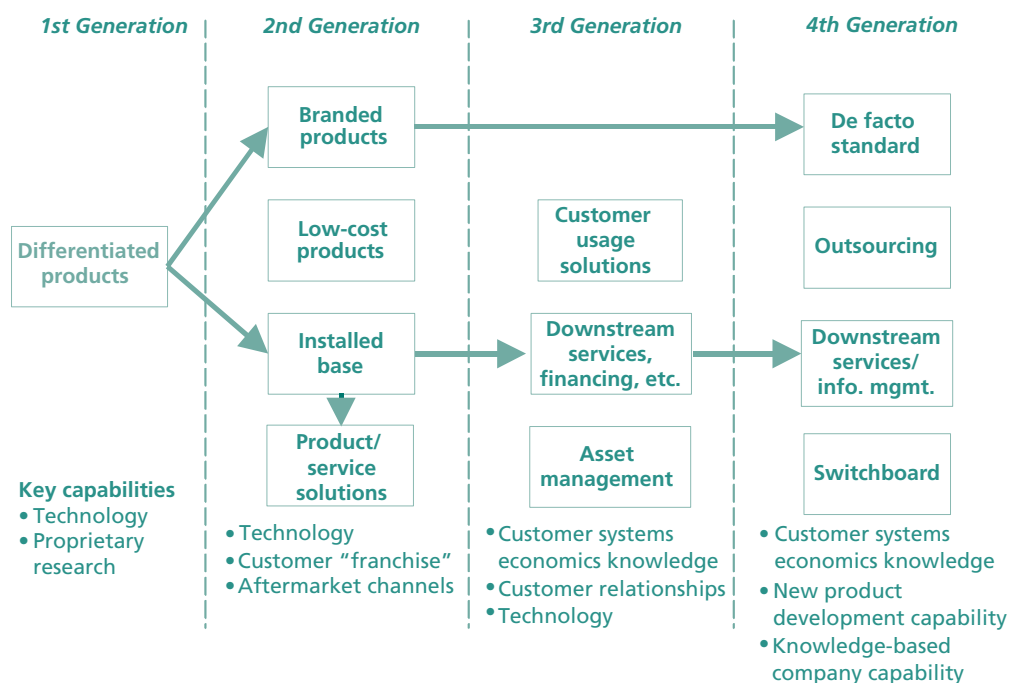 1st Generation
2nd Generation
3rd Generation
4th Generation
Differentiated
products
Key capabilities
• Technology
• Proprietary
research
Branded
products
Low-cost
products
Installed
base
Product/
service
solutions
• Technology
• Customer “franchise”
• Aftermarket channels
Customer
usage
solutions
Downstream
services,
financing, etc.
Asset
management
• Customer systems
economics knowledge
• Customer relationships
• Technology
De facto
standard
Outsourcing
Downstream
services/
info. mgmt.
Switchboard
• Customer systems
economics knowledge
• New product
development capability
• Knowledge-based
company capability